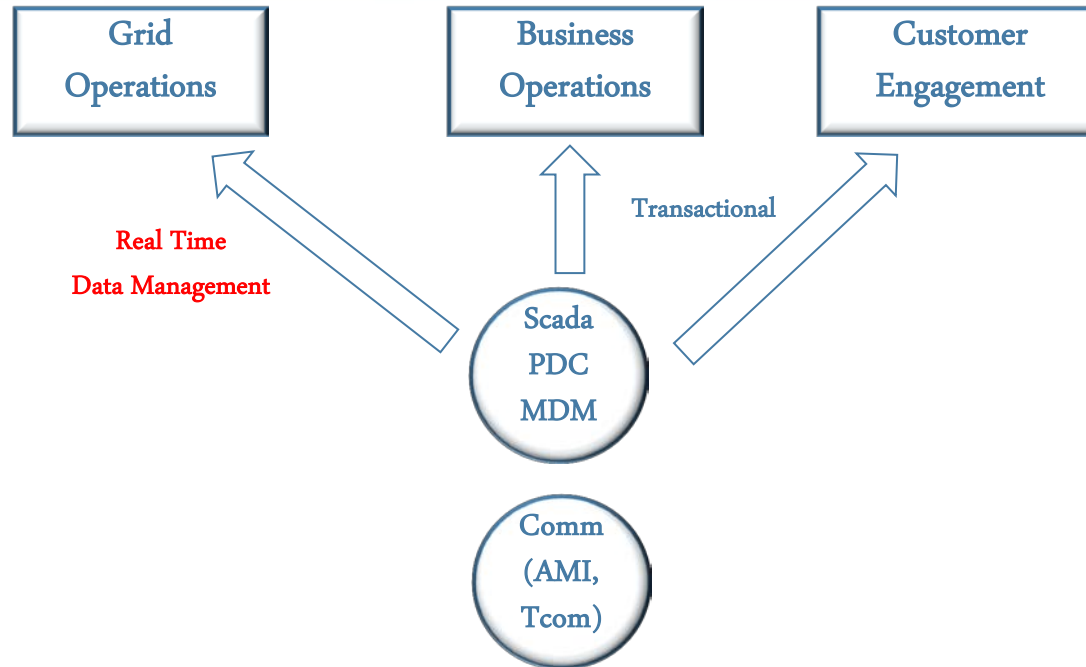 Grid
Operations
Business
Operations
Customer
Engagement
Transactional
Real Time
Data Management
Scada
PDC
MDM
Comm
(AMI,
Tcom)